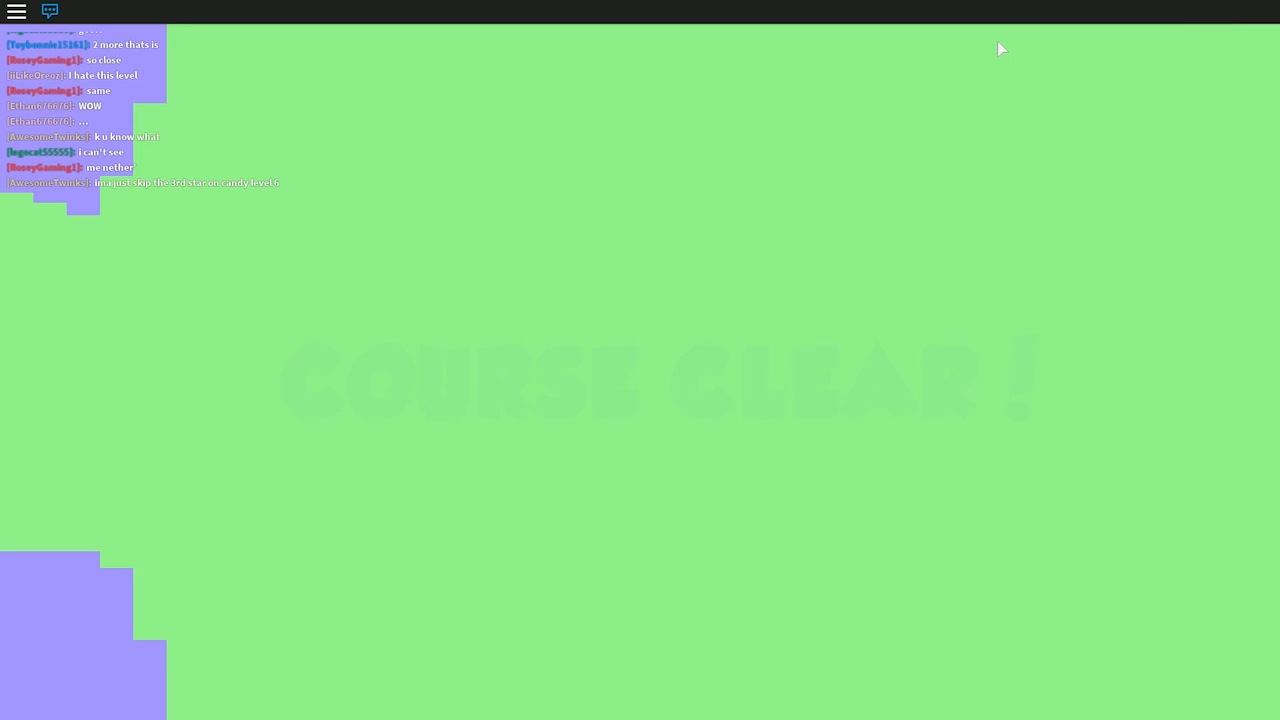 [Toybonnie15161]: 2 more thats is
[RoseyGaming1]: so close
[iiLikeOreoz]: I hate this level
[RoseyGaming1]: same
[Ethan676676]: WOW
[Ethan676676]: ...
[AwesomeTwinks]: k u know what
[legocat55555]: i can't see
[RoseyGaming1]: me nether'
[AwesomeTwinks]: Ima just skip the 3rd star on candy level 6
COURSE CLEAR!